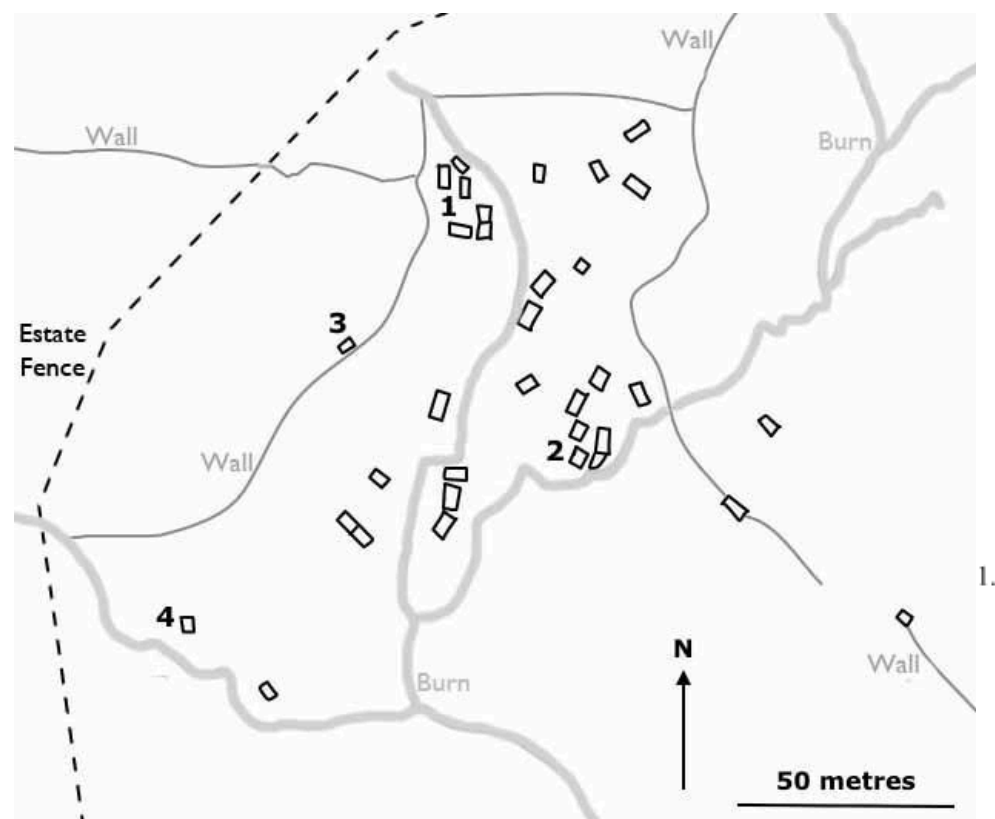 Wall
Wall
Burn
1
3
Estate
Fence
2
Wall
1.
4
N
Wall
Burn
50 metres